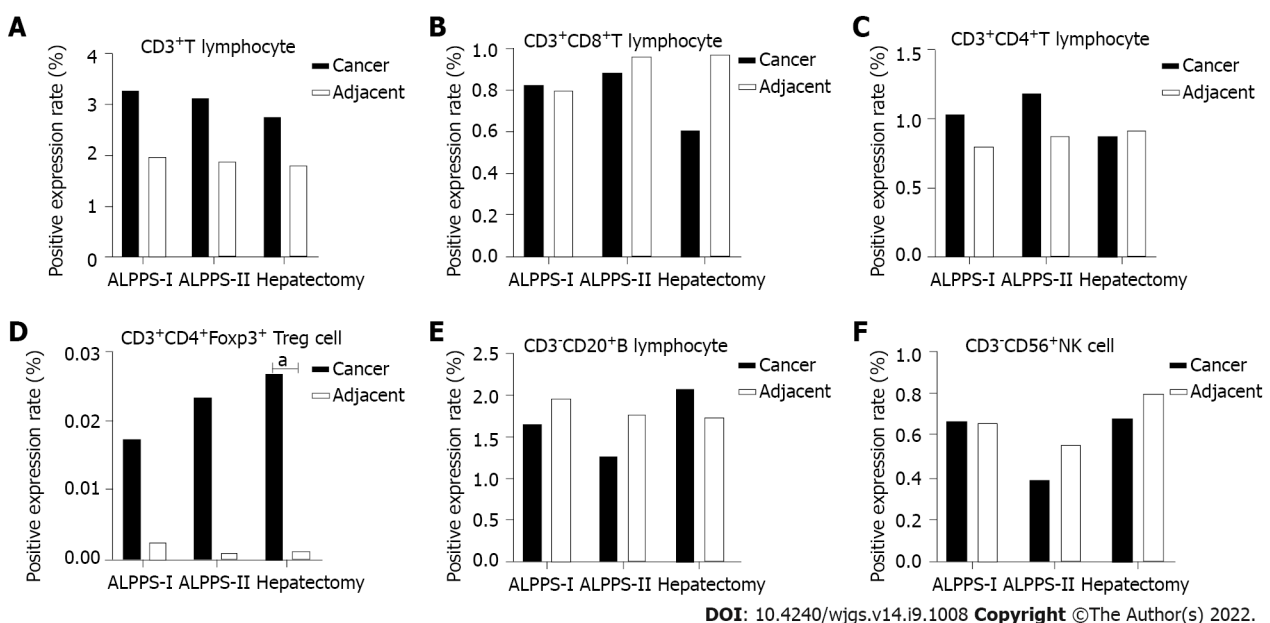 A
CD3⁺T lymphocyte
Positive expression rate (%)
4
3
2
1
0
Cancer
Adjacent
ALPPS-I ALPPS-II Hepatectomy
B
CD3⁺CD8⁺T lymphocyte
Positive expression rate (%)
1.0
0.8
0.6
0.4
0.2
0.0
Cancer
Adjacent
ALPPS-I ALPPS-II Hepatectomy
C
CD3⁺CD4⁺T lymphocyte
Positive expression rate (%)
1.5
1.0
0.5
0.0
Cancer
Adjacent
ALPPS-I ALPPS-II Hepatectomy
D
CD3⁺CD4⁺Foxp3⁺ Treg cell
Positive expression rate (%)
0.03
0.02
0.01
0.00
a
Cancer
Adjacent
ALPPS-I ALPPS-II Hepatectomy
E
CD3⁻CD20⁺B lymphocyte
Positive expression rate (%)
2.5
2.0
1.5
1.0
0.5
0.0
Cancer
Adjacent
ALPPS-I ALPPS-II Hepatectomy
F
CD3⁻CD56⁺NK cell
Positive expression rate (%)
1.0
0.8
0.6
0.4
0.2
0.0
Cancer
Adjacent
ALPPS-I ALPPS-II Hepatectomy
DOI: 10.4240/wjgs.v14.i9.1008 Copyright ©The Author(s) 2022.